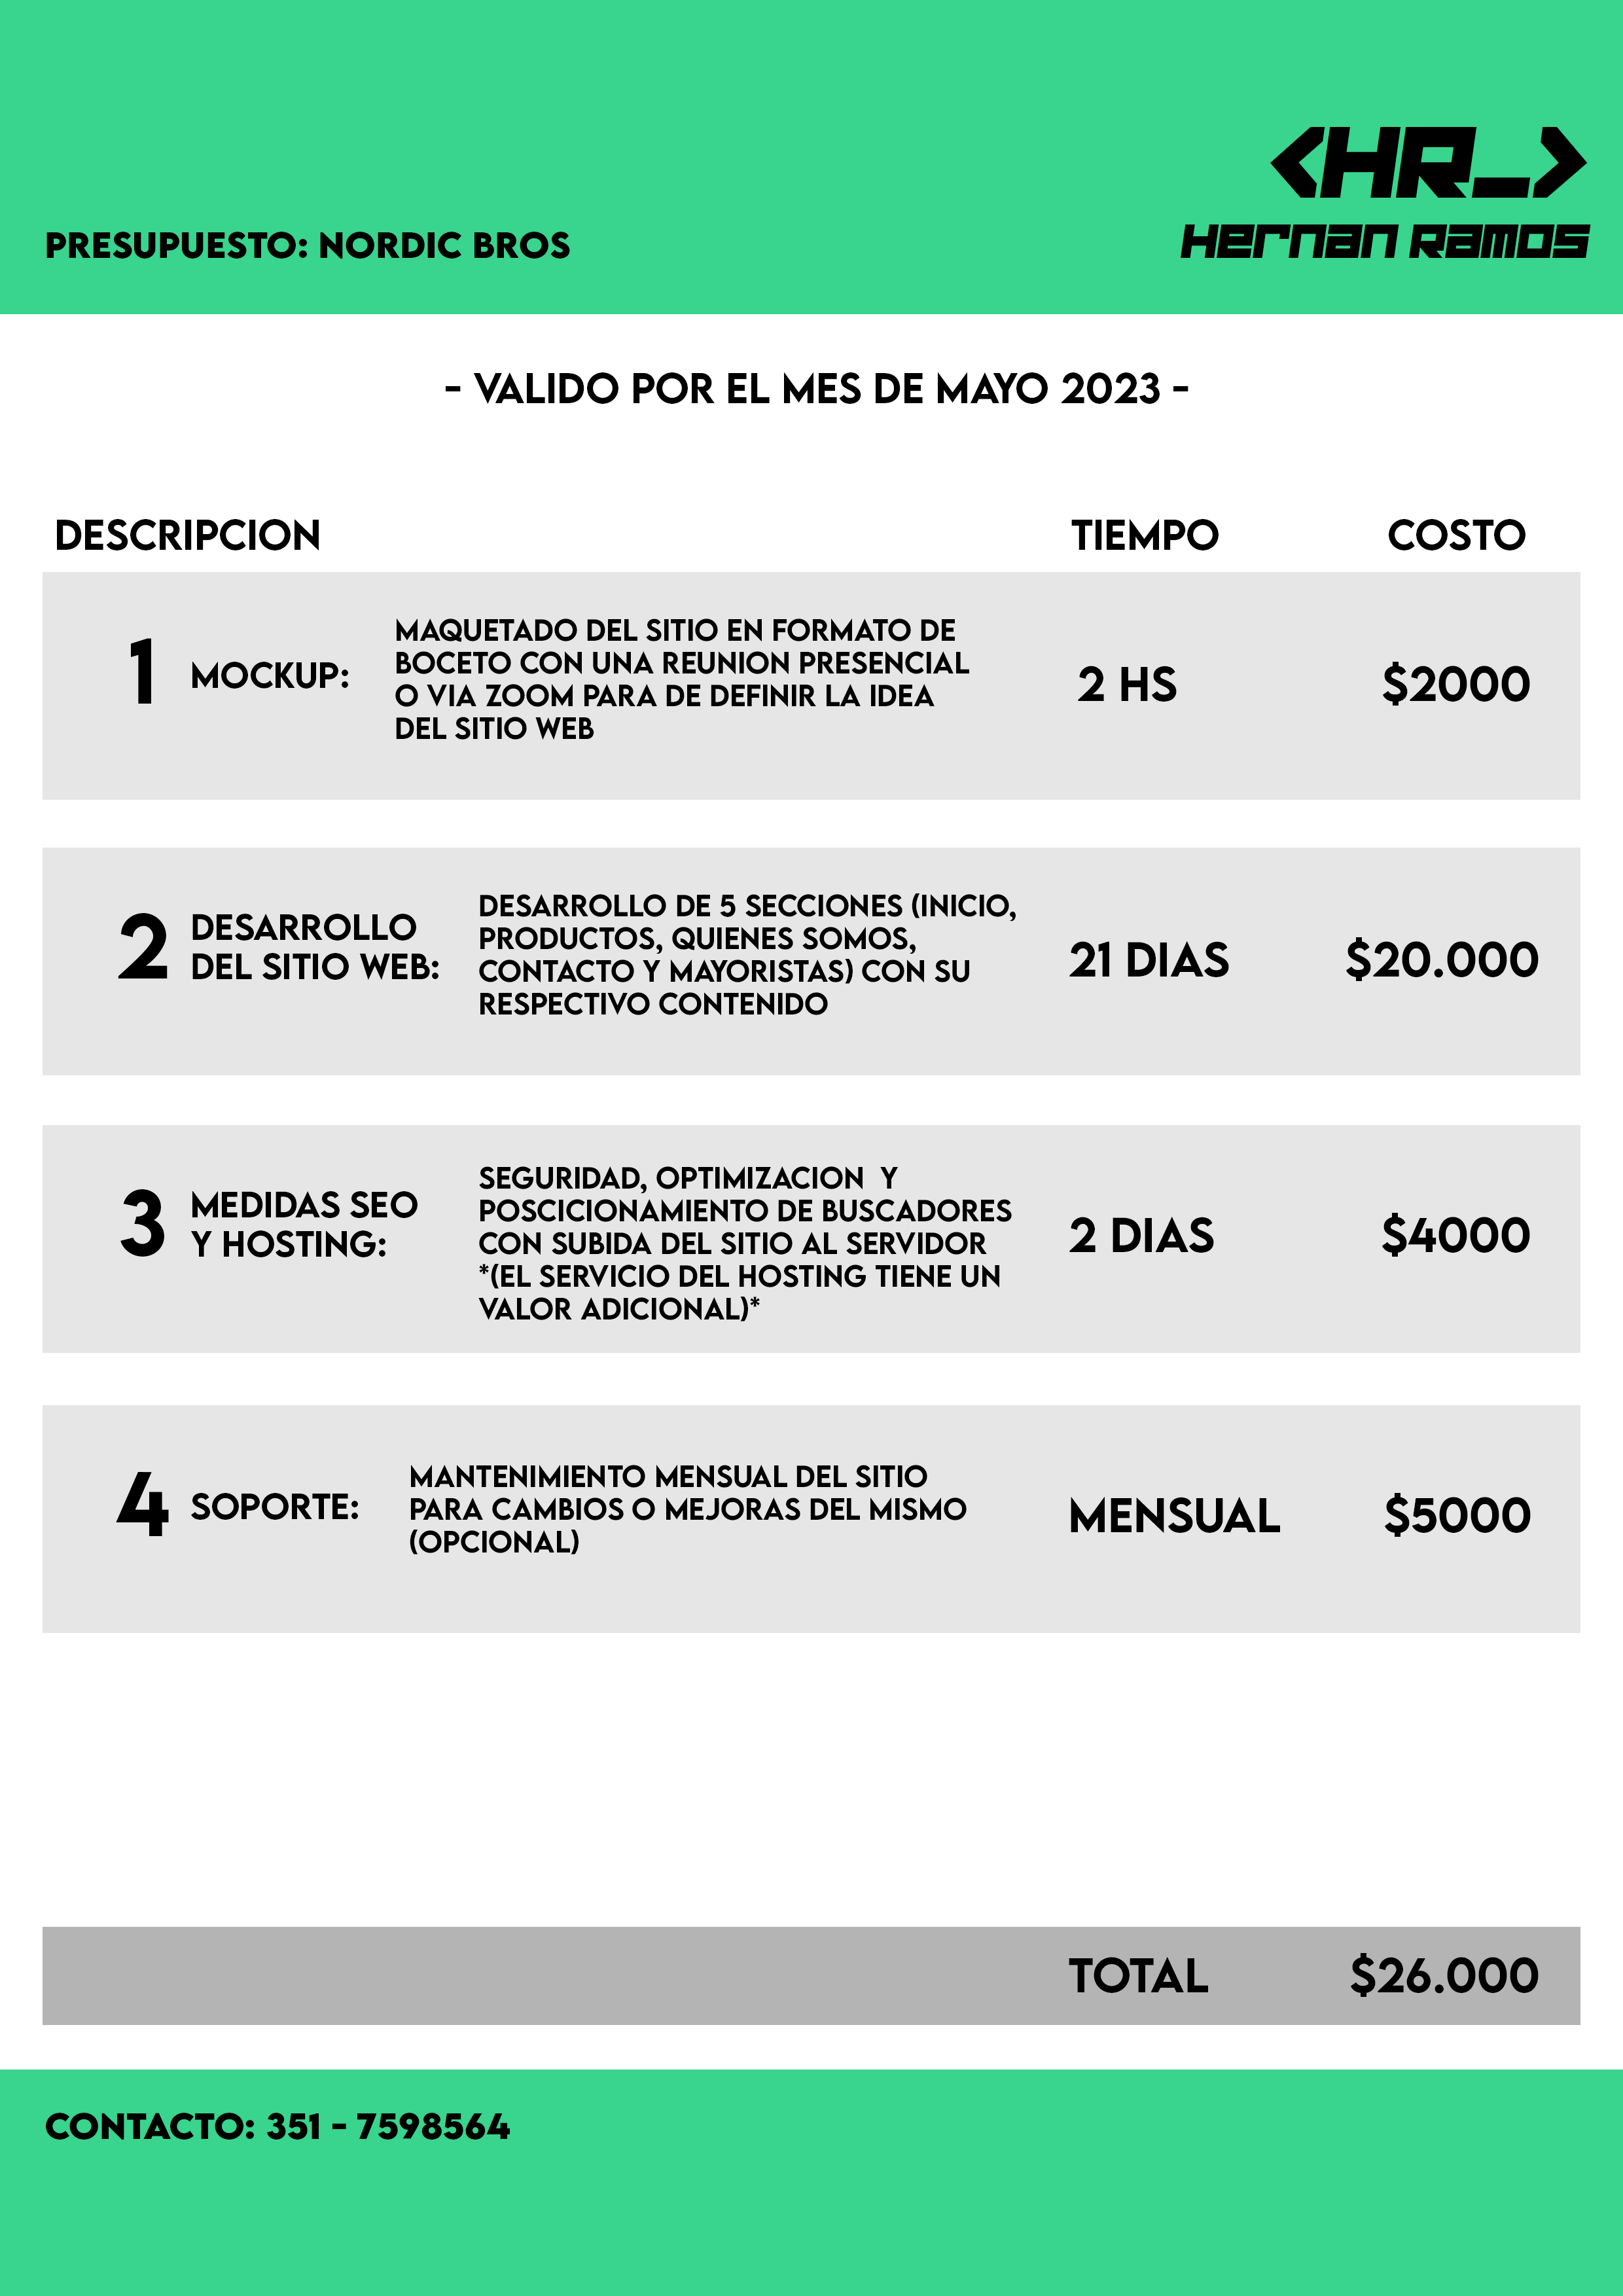 <HR_>
HERNAN RAMOS
PRESUPUESTO: NORDIC BROS
- VALIDO POR EL MES DE MAYO 2023 -
DESCRIPCION TIEMPO COSTO
1 MOCKUP:
MAQUETADO DEL SITIO EN FORMATO DE
BOCETO CON UNA REUNION PRESENCIAL
O VIA ZOOM PARA DE DEFINIR LA IDEA
DEL SITIO WEB
2 HS $2000
2 DESARROLLO
DEL SITIO WEB:
DESARROLLO DE 5 SECCIONES (INICIO,
PRODUCTOS, QUIENES SOMOS,
CONTACTO Y MAYORISTAS) CON SU
RESPECTIVO CONTENIDO
21 DIAS $20.000
3 MEDIDAS SEO
Y HOSTING:
SEGURIDAD, OPTIMIZACION Y
POSCICIONAMIENTO DE BUSCADORES
CON SUBIDA DEL SITIO AL SERVIDOR
*(EL SERVICIO DEL HOSTING TIENE UN
VALOR ADICIONAL)*
2 DIAS $4000
4 SOPORTE:
MANTENIMIENTO MENSUAL DEL SITIO
PARA CAMBIOS O MEJORAS DEL MISMO
(OPCIONAL)
MENSUAL $5000
TOTAL $26.000
CONTACTO: 351 - 7598564